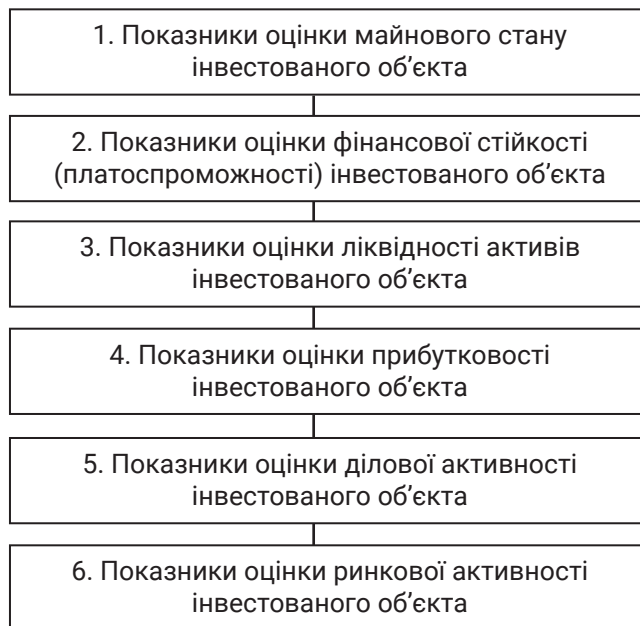 1. Показники оцінки майнового стану
інвестованого об’єкта
2. Показники оцінки фінансової стійкості
(платоспроможності) інвестованого об’єкта
3. Показники оцінки ліквідності активів
інвестованого об’єкта
4. Показники оцінки прибутковості
інвестованого об’єкта
5. Показники оцінки ділової активності
інвестованого об’єкта
6. Показники оцінки ринкової активності
інвестованого об’єкта